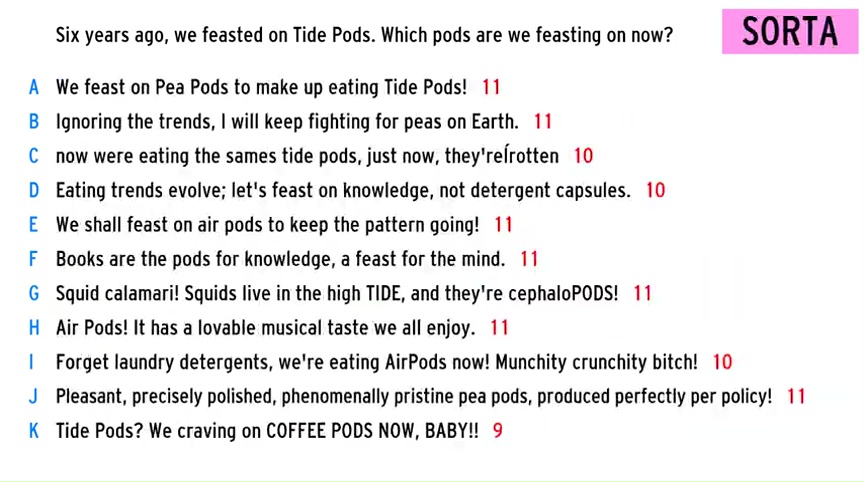 Six years ago, we feasted on Tide Pods. Which pods are we feasting on now?
SORTA
A We feast on Pea Pods to make up eating Tide Pods! 11
B Ignoring the trends, I will keep fighting for peas on Earth. 11
C now were eating the sames tide pods, just now, they'reÍrotten 10
D Eating trends evolve; let's feast on knowledge, not detergent capsules. 10
E We shall feast on air pods to keep the pattern going! 11
F Books are the pods for knowledge, a feast for the mind. 11
G Squid calamari! Squids live in the high TIDE, and they're cephaloPODS! 11
H Air Pods! It has a lovable musical taste we all enjoy. 11
I Forget laundry detergents, we're eating AirPods now! Munchity crunchity bitch! 10
J Pleasant, precisely polished, phenomenally pristine pea pods, produced perfectly per policy! 11
K Tide Pods? We craving on COFFEE PODS NOW, BABY!! 9